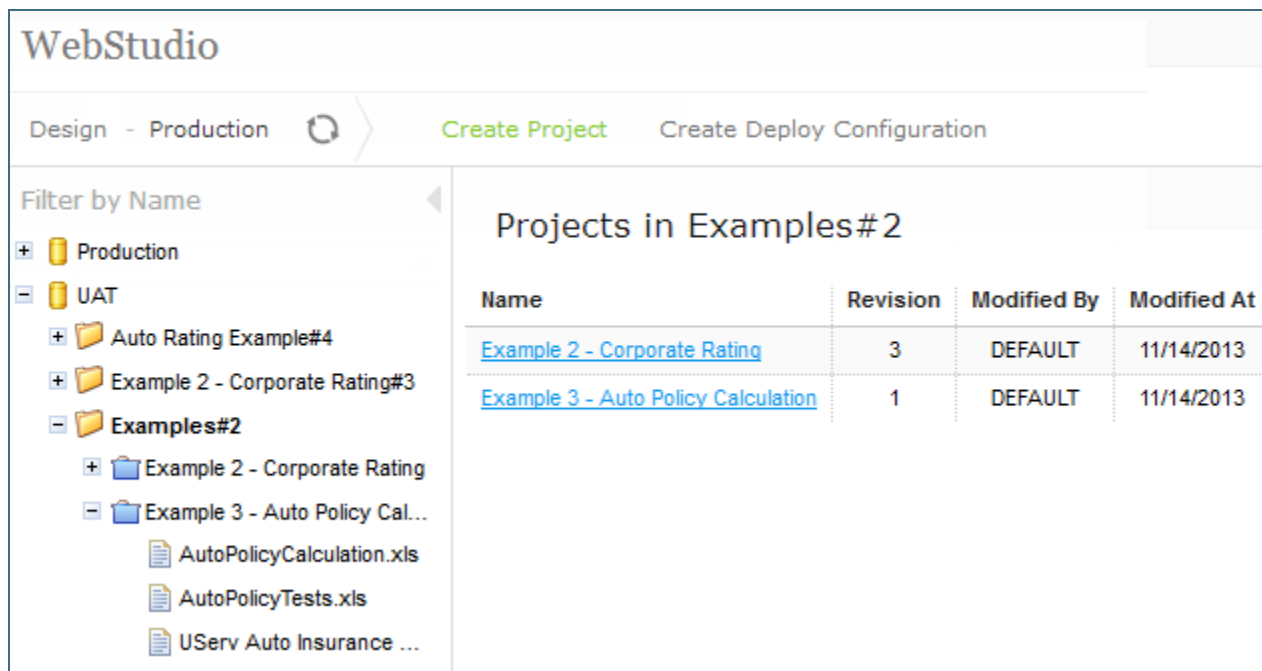 WebStudio
Design - Production
Create Project
Create Deploy Configuration
Filter by Name
Production
UAT
Auto Rating Example#4
Example 2 - Corporate Rating#3
Examples#2
Example 2 - Corporate Rating
Example 3 - Auto Policy Cal...
AutoPolicyCalculation.xls
AutoPolicyTests.xls
UServ Auto Insurance ...
Projects in Examples#2
Name Revision Modified By Modified At
Example 2 - Corporate Rating 3 DEFAULT 11/14/2013
Example 3 - Auto Policy Calculation 1 DEFAULT 11/14/2013